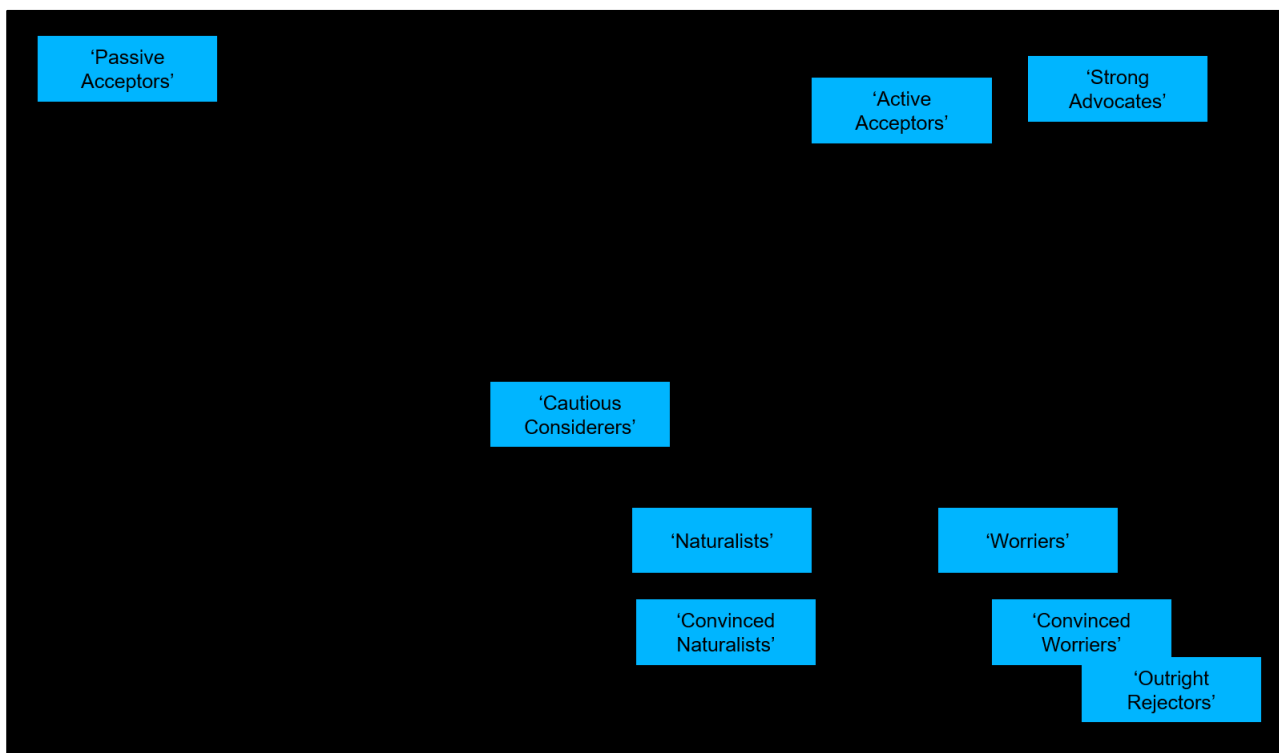 ‘Passive
Acceptors’
‘Active
Acceptors’
‘Strong
Advocates’
‘Cautious
Considerers’
‘Naturalists’
‘Worriers’
‘Convinced
Naturalists’
‘Convinced
Worriers’
‘Outright
Rejectors’